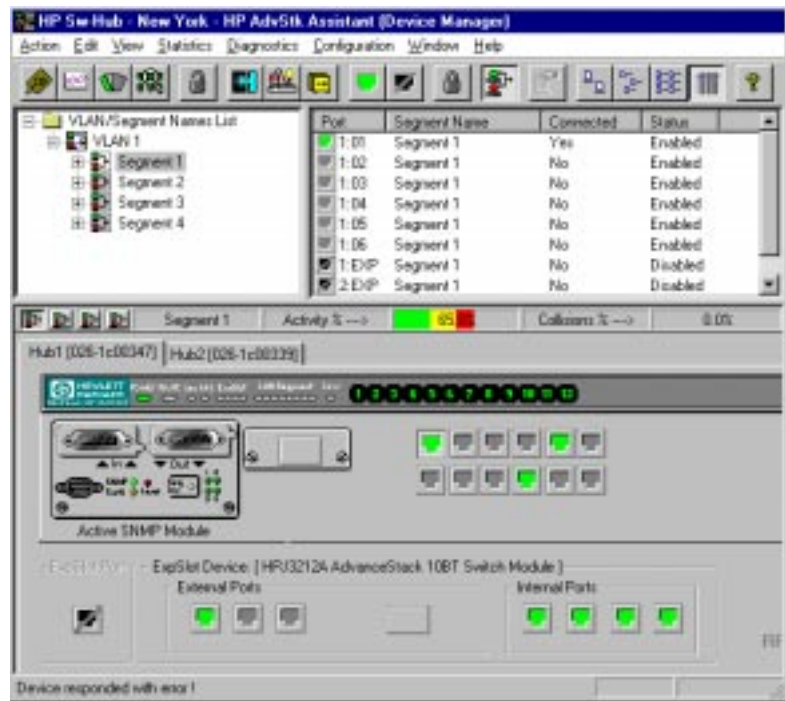 HP Sw Hub - New York - HP AdvStk Assistant (Device Manager)
Action Edit View Statistics Diagnostics Configuration Window Help
VLAN/Segment Names List
VLAN 1
Segment 1
Segment 2
Segment 3
Segment 4
Port Segment Name Connected Status
1:01 Segment 1 Yes Enabled
1:02 Segment 1 No Enabled
1:03 Segment 1 No Enabled
1:04 Segment 1 No Enabled
1:05 Segment 1 No Enabled
1:06 Segment 1 No Enabled
1:EXP Segment 1 No Disabled
2:EXP Segment 1 No Disabled
Segment 1 Activity % ---> 65 Collisions % ---> 0.0%
Hub1 [026-1c00347] Hub2 [026-1c00339]
HEWLETT PACKARD
1 2 3 4 5 6 7 8 9 10 11 12
In Out
Active SNMP Module
ExpSlot Device: [ HPJ3212A AdvanceStack 10BT Switch Module ]
External Ports Internal Ports
Device responded with error !